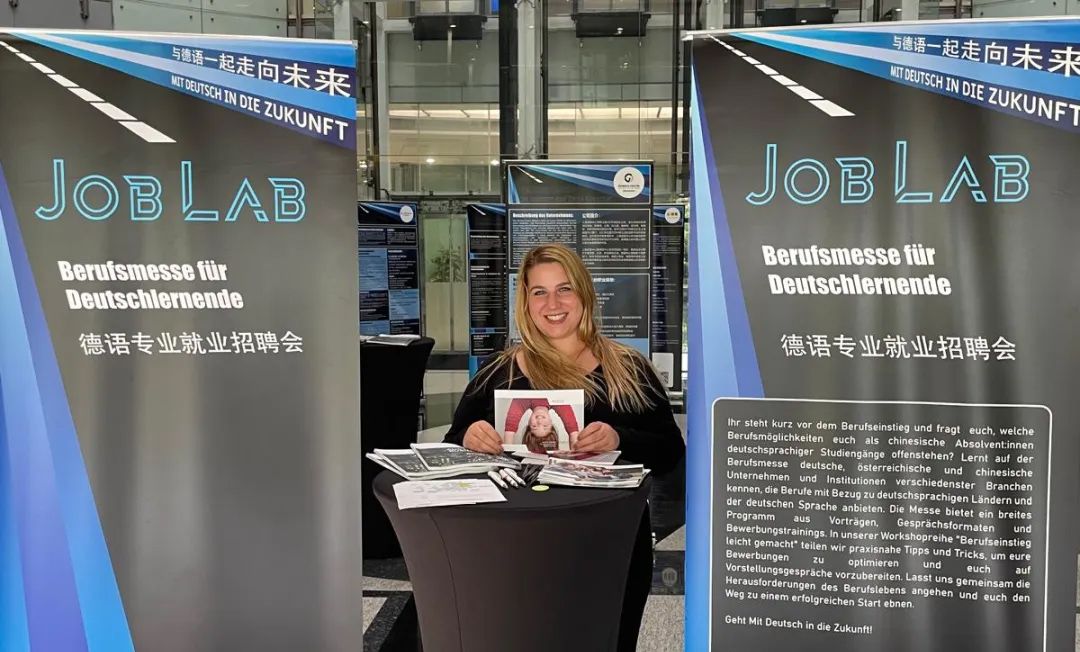 与德语一起走向未来
MIT DEUTSCH IN DIE ZUKUNFT
JOB LAB
Berufsmesse für
Deutschlernende
德语专业就业招聘会
Beschreibung des Unternehmens
与德语一起走向未来
MIT DEUTSCH IN DIE ZUKUNFT
JOB LAB
Berufsmesse für
Deutschlernende
德语专业就业招聘会
Ihr steht kurz vor dem Berufseinstieg und fragt euch, welche
Berufsmöglichkeiten euch als chinesische Absolvent:innen
deutschsprachiger Studiengänge offenstehen? Lernt auf der
Berufsmesse deutsche, österreichische und chinesische
Unternehmen und Institutionen verschiedenster Branchen
kennen, die Berufe mit Bezug zu deutschsprachigen Ländern und
der deutschen Sprache anbieten. Die Messe bietet ein breites
Programm aus Vorträgen, Gesprächsformaten und
Bewerbungstrainings. In unserer Workshopreihe "Berufseinstieg
leicht gemacht" teilen wir praxisnahe Tipps und Tricks, um eure
Bewerbungen zu optimieren und euch auf
Vorstellungsgespräche vorzubereiten. Lasst uns gemeinsam die
Herausforderungen des Berufslebens angehen und euch den
Weg zu einem erfolgreichen Start ebnen.
Geht Mit Deutsch in die Zukunft!